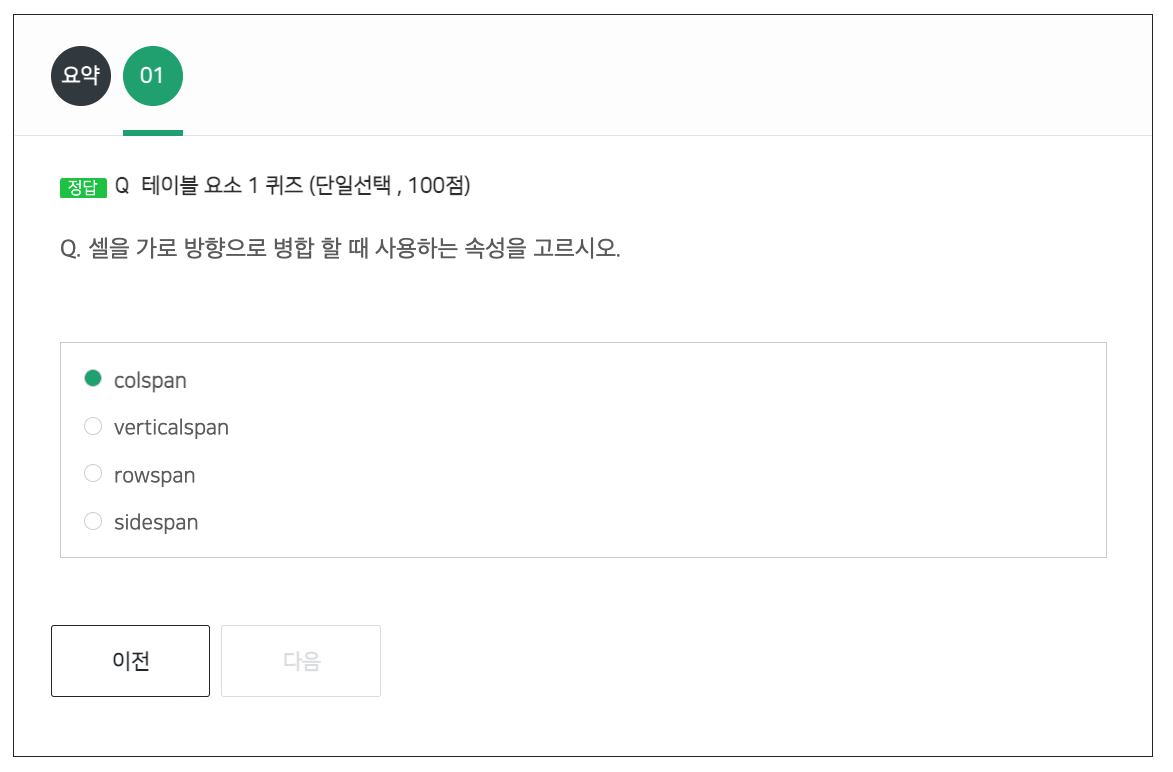 요약 01
정답 Q 테이블 요소 1 퀴즈 (단일선택 , 100점)
Q. 셀을 가로 방향으로 병합 할 때 사용하는 속성을 고르시오.
colspan
verticalspan
rowspan
sidespan
이전 다음